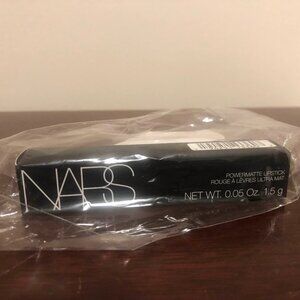 NARS
POWERMATTE LIPSTICK
ROUGE À LÈVRES ULTRA MAT
NET WT. 0.05 Oz. 1.5 g